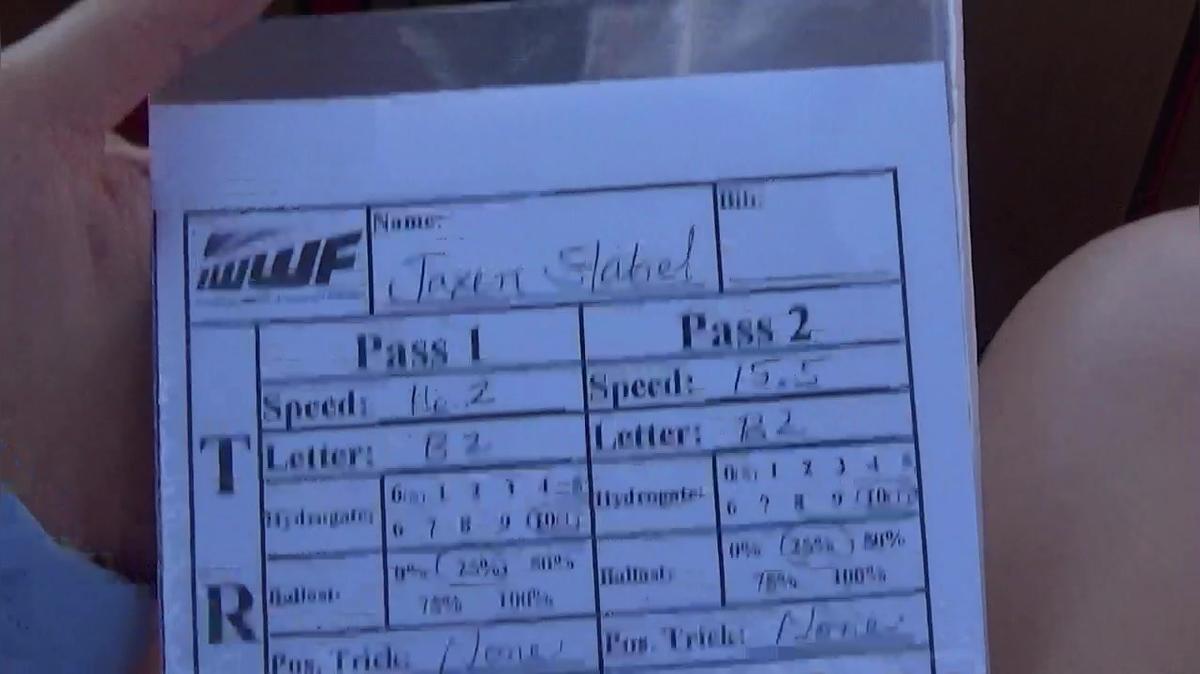 IWWF
Name:
Bib:
Pass 1
Pass 2
Speed:
Speed: 15.5
Letter: B2
Letter: B2
Hydrogate:
0 1 2 3 4 5
6 7 8 9 10
Hydrogate:
0 1 2 3 4 5
6 7 8 9 10
Ballast:
0% 25% 50%
75% 100%
Ballast:
0% 25% 50%
75% 100%
Pos. Trick: None
Pos. Trick: None
T
R